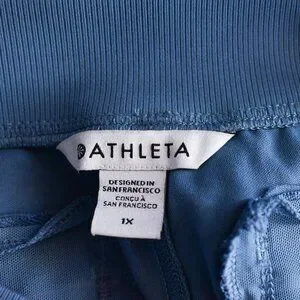 ATHLETA
DESIGNED IN
SAN FRANCISCO
CONÇU À
SAN FRANCISCO
1X